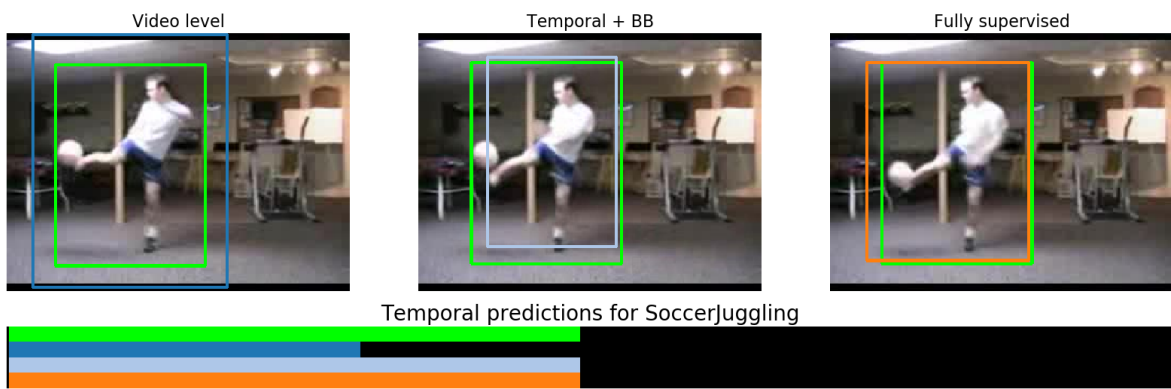 Video level
Temporal + BB
Fully supervised
Temporal predictions for SoccerJuggling